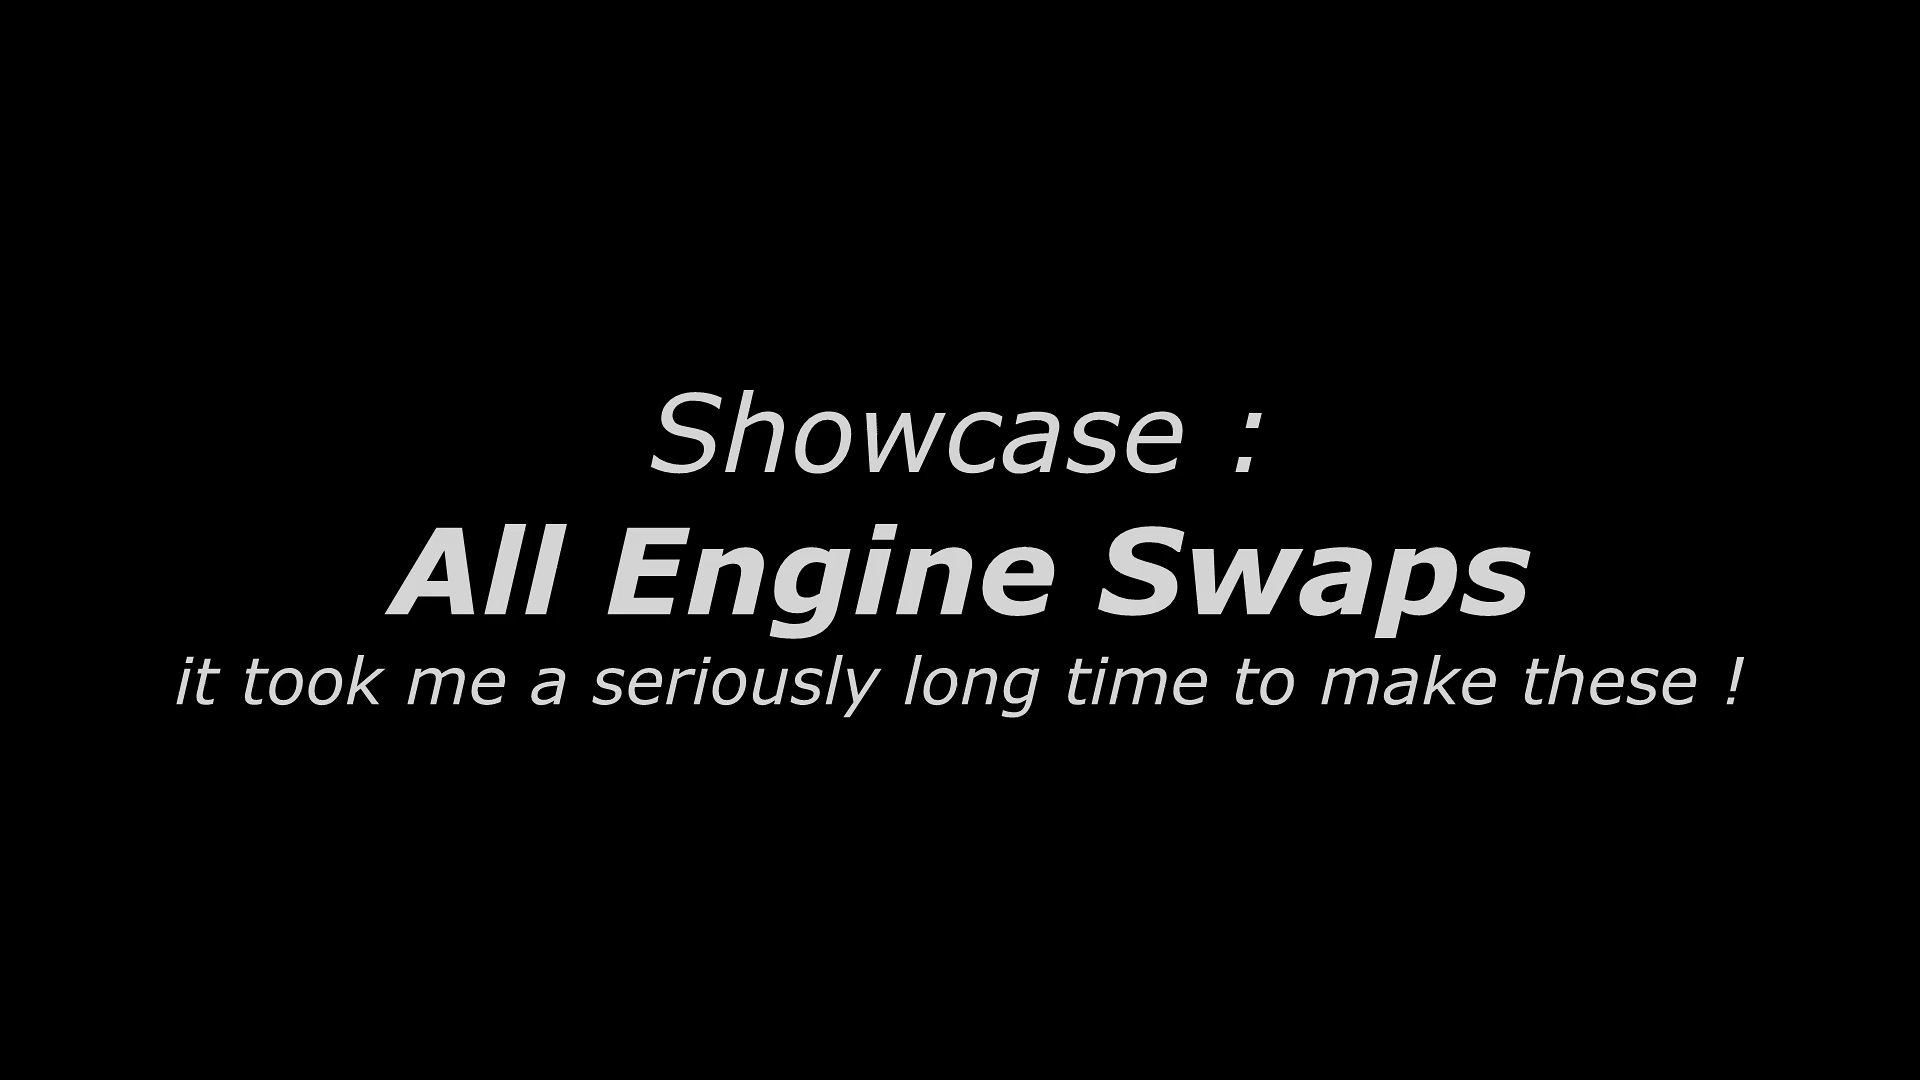 Showcase :
All Engine Swaps
it took me a seriously long time to make these !